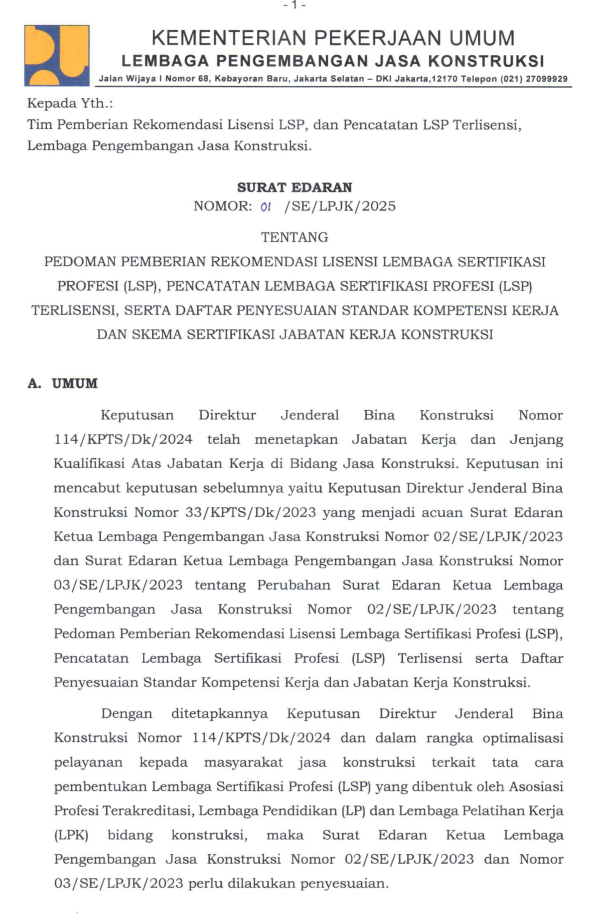 - 1 -
KEMENTERIAN PEKERJAAN UMUM
LEMBAGA PENGEMBANGAN JASA KONSTRUKSI
Jalan Wijaya I Nomor 68, Kebayoran Baru, Jakarta Selatan – DKI Jakarta,12170 Telepon (021) 27099929
Kepada Yth.:
Tim Pemberian Rekomendasi Lisensi LSP, dan Pencatatan LSP Terlisensi,
Lembaga Pengembangan Jasa Konstruksi.
SURAT EDARAN
NOMOR: 01 /SE/LPJK/2025
TENTANG
PEDOMAN PEMBERIAN REKOMENDASI LISENSI LEMBAGA SERTIFIKASI
PROFESI (LSP), PENCATATAN LEMBAGA SERTIFIKASI PROFESI (LSP)
TERLISENSI, SERTA DAFTAR PENYESUAIAN STANDAR KOMPETENSI KERJA
DAN SKEMA SERTIFIKASI JABATAN KERJA KONSTRUKSI
A. UMUM
Keputusan Direktur Jenderal Bina Konstruksi Nomor
114/KPTS/Dk/2024 telah menetapkan Jabatan Kerja dan Jenjang
Kualifikasi Atas Jabatan Kerja di Bidang Jasa Konstruksi. Keputusan ini
mencabut keputusan sebelumnya yaitu Keputusan Direktur Jenderal Bina
Konstruksi Nomor 33/KPTS/Dk/2023 yang menjadi acuan Surat Edaran
Ketua Lembaga Pengembangan Jasa Konstruksi Nomor 02/SE/LPJK/2023
dan Surat Edaran Ketua Lembaga Pengembangan Jasa Konstruksi Nomor
03/SE/LPJK/2023 tentang Perubahan Surat Edaran Ketua Lembaga
Pengembangan Jasa Konstruksi Nomor 02/SE/LPJK/2023 tentang
Pedoman Pemberian Rekomendasi Lisensi Lembaga Sertifikasi Profesi (LSP),
Pencatatan Lembaga Sertifikasi Profesi (LSP) Terlisensi serta Daftar
Penyesuaian Standar Kompetensi Kerja dan Jabatan Kerja Konstruksi.
Dengan ditetapkannya Keputusan Direktur Jenderal Bina
Konstruksi Nomor 114/KPTS/Dk/2024 dan dalam rangka optimalisasi
pelayanan kepada masyarakat jasa konstruksi terkait tata cara
pembentukan Lembaga Sertifikasi Profesi (LSP) yang dibentuk oleh Asosiasi
Profesi Terakreditasi, Lembaga Pendidikan (LP) dan Lembaga Pelatihan Kerja
(LPK) bidang konstruksi, maka Surat Edaran Ketua Lembaga
Pengembangan Jasa Konstruksi Nomor 02/SE/LPJK/2023 dan Nomor
03/SE/LPJK/2023 perlu dilakukan penyesuaian.